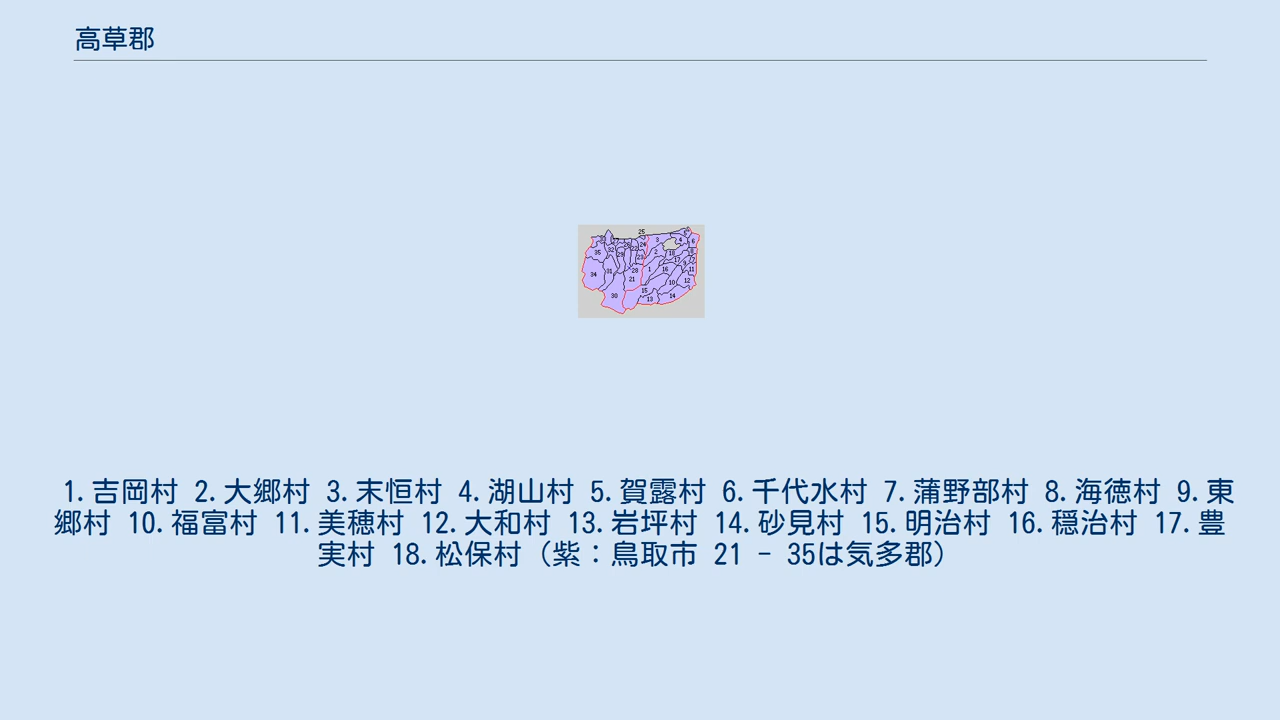 高草郡
1.吉岡村 2.大郷村 3.末恒村 4.湖山村 5.賀露村 6.千代水村 7.蒲野部村 8.海徳村 9.東
郷村 10.福富村 11.美穂村 12.大和村 13.岩坪村 14.砂見村 15.明治村 16.穏治村 17.豊
実村 18.松保村（紫：鳥取市 21 - 35は気多郡）